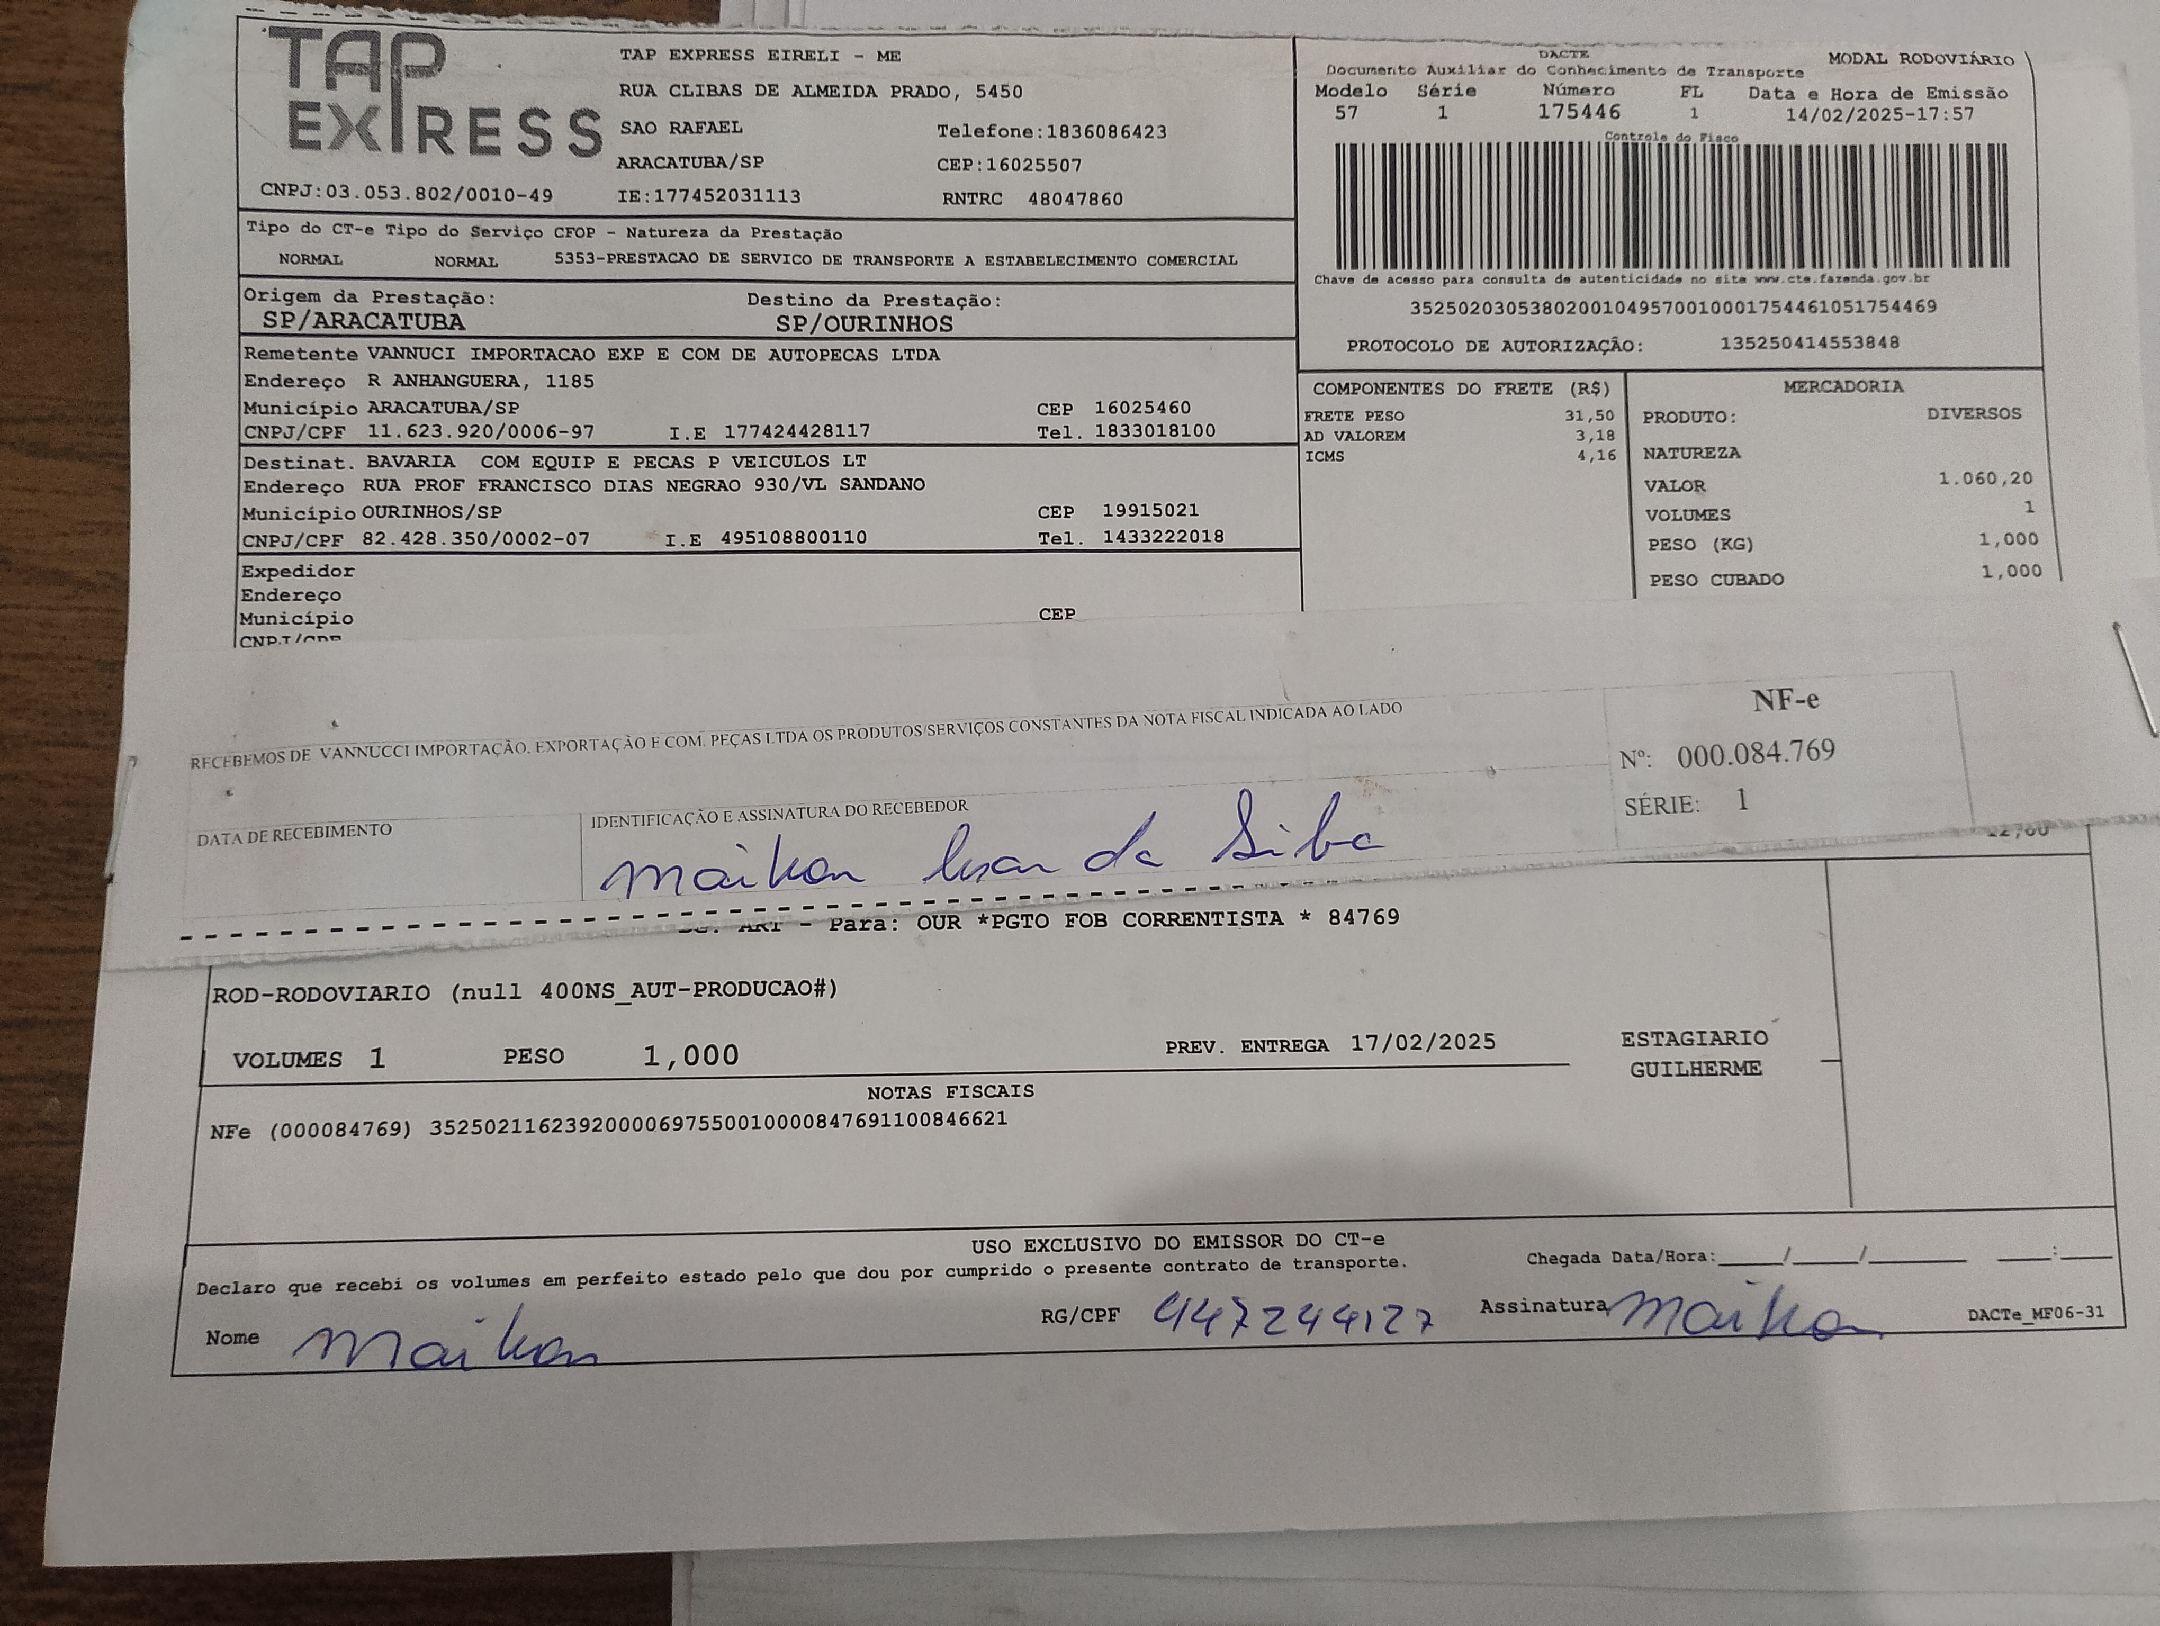 TAP EXPRESS
TAP EXPRESS EIRELI - ME
RUA CLIBAS DE ALMEIDA PRADO, 5450
SAO RAFAEL Telefone:1836086423
ARACATUBA/SP CEP:16025507
CNPJ:03.053.802/0010-49 IE:177452031113 RNTRC 48047860
DACTE MODAL RODOVIÁRIO
Documento Auxiliar do Conhecimento de Transporte
Modelo Série Número FL Data e Hora de Emissão
57 1 175446 1 14/02/2025-17:57
Controle do Fisco
Chave de acesso para consulta de autenticidade no site www.cte.fazenda.gov.br
35250203053802001049570010001754461051754469
PROTOCOLO DE AUTORIZAÇÃO: 135250414553848
Tipo do CT-e Tipo do Serviço CFOP - Natureza da Prestação
NORMAL NORMAL 5353-PRESTACAO DE SERVICO DE TRANSPORTE A ESTABELECIMENTO COMERCIAL
Origem da Prestação: Destino da Prestação:
SP/ARACATUBA SP/OURINHOS
Remetente VANNUCI IMPORTACAO EXP E COM DE AUTOPECAS LTDA
Endereço R ANHANGUERA, 1185
Município ARACATUBA/SP CEP 16025460
CNPJ/CPF 11.623.920/0006-97 I.E 177424428117 Tel. 1833018100
Destinat. BAVARIA COM EQUIP E PECAS P VEICULOS LT
Endereço RUA PROF FRANCISCO DIAS NEGRAO 930/VL SANDANO
Município OURINHOS/SP CEP 19915021
CNPJ/CPF 82.428.350/0002-07 I.E 495108800110 Tel. 1433222018
Expedidor
Endereço
Município CEP
CNPJ/CPF
COMPONENTES DO FRETE (R$)
FRETE PESO 31,50
AD VALOREM 3,18
ICMS 4,16
MERCADORIA
PRODUTO: DIVERSOS
NATUREZA
VALOR 1.060,20
VOLUMES 1
PESO (KG) 1,000
PESO CUBADO 1,000
RECEBEMOS DE VANNUCCI IMPORTAÇÃO, EXPORTAÇÃO E COM. PEÇAS LTDA OS PRODUTOS/SERVIÇOS CONSTANTES DA NOTA FISCAL INDICADA AO LADO
NF-e
Nº: 000.084.769
SÉRIE: 1
DATA DE RECEBIMENTO
IDENTIFICAÇÃO E ASSINATURA DO RECEBEDOR
Maikon da Silva
- Para: OUR *PGTO FOB CORRENTISTA * 84769
ROD-RODOVIARIO (null 400NS_AUT-PRODUCAO#)
VOLUMES 1 PESO 1,000 PREV. ENTREGA 17/02/2025
ESTAGIARIO
GUILHERME
NOTAS FISCAIS
NFe (000084769) 35250211623920000697550010000847691100846621
USO EXCLUSIVO DO EMISSOR DO CT-e
Declaro que recebi os volumes em perfeito estado pelo que dou por cumprido o presente contrato de transporte.
Chegada Data/Hora:____/____/______ ___:___
Nome Maikon RG/CPF 447244127 Assinatura Maikon DACTe_MF06-31